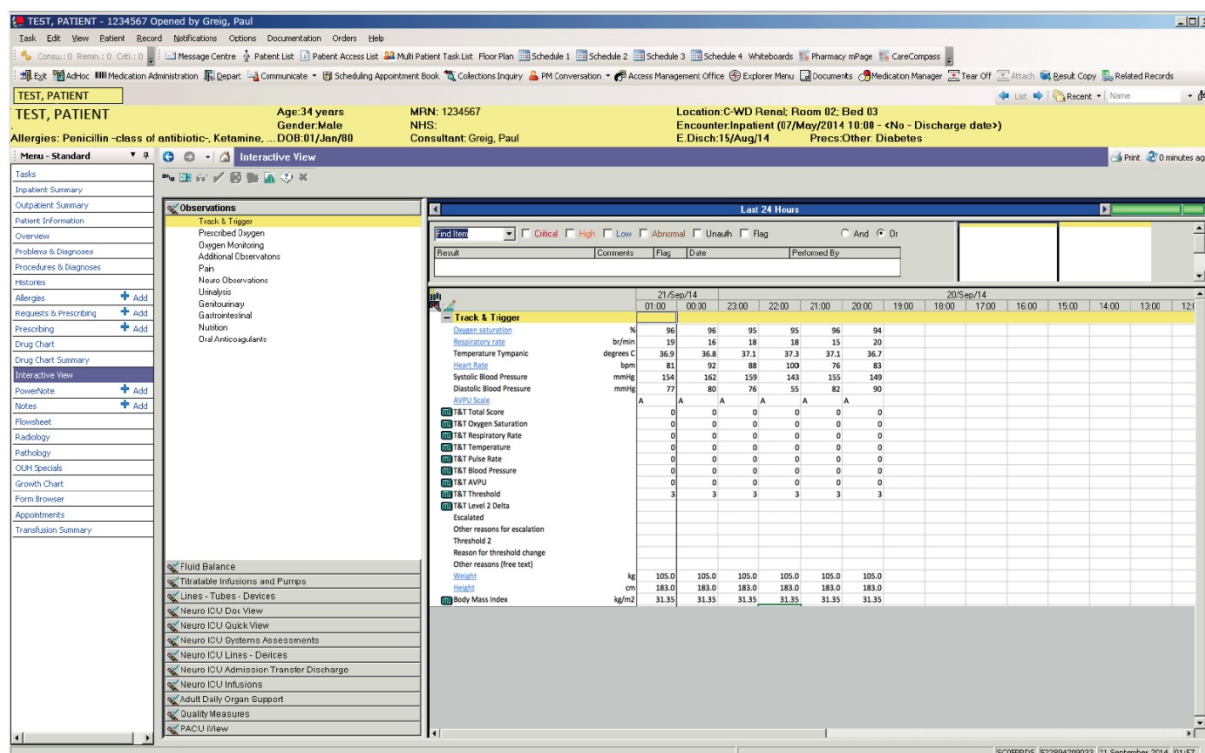 TEST, PATIENT - 1234567 Opened by Greig, Paul
Task Edit View Patient Record Notifications Options Documentation Orders Help
Consu.: 0 Remin.: 0 Criti.: 0 Message Centre Patient List Patient Access List Multi Patient Task List Floor Plan Schedule 1 Schedule 2 Schedule 3 Schedule 4 Whiteboards Pharmacy mPage CareCompass
Exit AdHoc Medication Administration Depart Communicate Scheduling Appointment Book Collections Inquiry PM Conversation Access Management Office Explorer Menu Documents Medication Manager Tear Off Attach Result Copy Related Records
TEST, PATIENT List Recent Name
TEST, PATIENT Age:34 years MRN: 1234567 Location:C-WD Renal; Room 02; Bed 03
. Gender:Male NHS: Encounter:Inpatient (07/May/2014 10:00 - <No - Discharge date>)
Allergies: Penicillin -class of antibiotic-, Ketamine, ... DOB:01/Jan/80 Consultant: Greig, Paul E.Disch:15/Aug/14 Precs:Other Diabetes
Menu - Standard
Interactive View
Print 0 minutes ag
Tasks
Inpatient Summary
Outpatient Summary
Patient Information
Overview
Problems & Diagnoses
Procedures & Diagnoses
Histories
Allergies Add
Requests & Prescribing Add
Prescribing Add
Drug Chart
Drug Chart Summary
Interactive View
PowerNote Add
Notes Add
Flowsheet
Radiology
Pathology
OUH Specials
Growth Chart
Form Browser
Appointments
Transfusion Summary
Observations
Track & Trigger
Prescribed Oxygen
Oxygen Monitoring
Additional Observations
Pain
Neuro Observations
Urinalysis
Genitourinary
Gastrointestinal
Nutrition
Oral Anticoagulants
Fluid Balance
Titratable Infusions and Pumps
Lines - Tubes - Devices
Neuro ICU Doc View
Neuro ICU Quick View
Neuro ICU Systems Assessments
Neuro ICU Lines - Devices
Neuro ICU Admission Transfer Discharge
Neuro ICU Infusions
Adult Daily Organ Support
Quality Measures
PACU iView
Last 24 Hours
Find Item Critical High Low Abnormal Unauth Flag And Or
Result Comments Flag Date Performed By
21/Sep/14 20/Sep/14
01:00 00:00 23:00 22:00 21:00 20:00 19:00 18:00 17:00 16:00 15:00 14:00 13:00 12:
Track & Trigger
Oxygen saturation % 96 96 95 95 96 94
Respiratory rate br/min 19 16 18 18 15 20
Temperature Tympanic degrees C 36.9 36.8 37.1 37.3 37.1 36.7
Heart Rate bpm 81 92 88 100 76 83
Systolic Blood Pressure mmHg 154 162 159 143 155 149
Diastolic Blood Pressure mmHg 77 80 76 55 82 90
AVPU Scale A A A A A A
T&T Total Score 0 0 0 0 0 0
T&T Oxygen Saturation 0 0 0 0 0 0
T&T Respiratory Rate 0 0 0 0 0 0
T&T Temperature 0 0 0 0 0 0
T&T Pulse Rate 0 0 0 0 0 0
T&T Blood Pressure 0 0 0 0 0 0
T&T AVPU 0 0 0 0 0 0
T&T Threshold 3 3 3 3 3 3
T&T Level 2 Delta
Escalated
Other reasons for escalation
Threshold 2
Reason for threshold change
Other reasons (free text)
Weight kg 105.0 105.0 105.0 105.0 105.0 105.0
Height cm 183.0 183.0 183.0 183.0 183.0 183.0
Body Mass Index kg/m2 31.35 31.35 31.35 31.35 31.35 31.35
21 September 2014 01:57